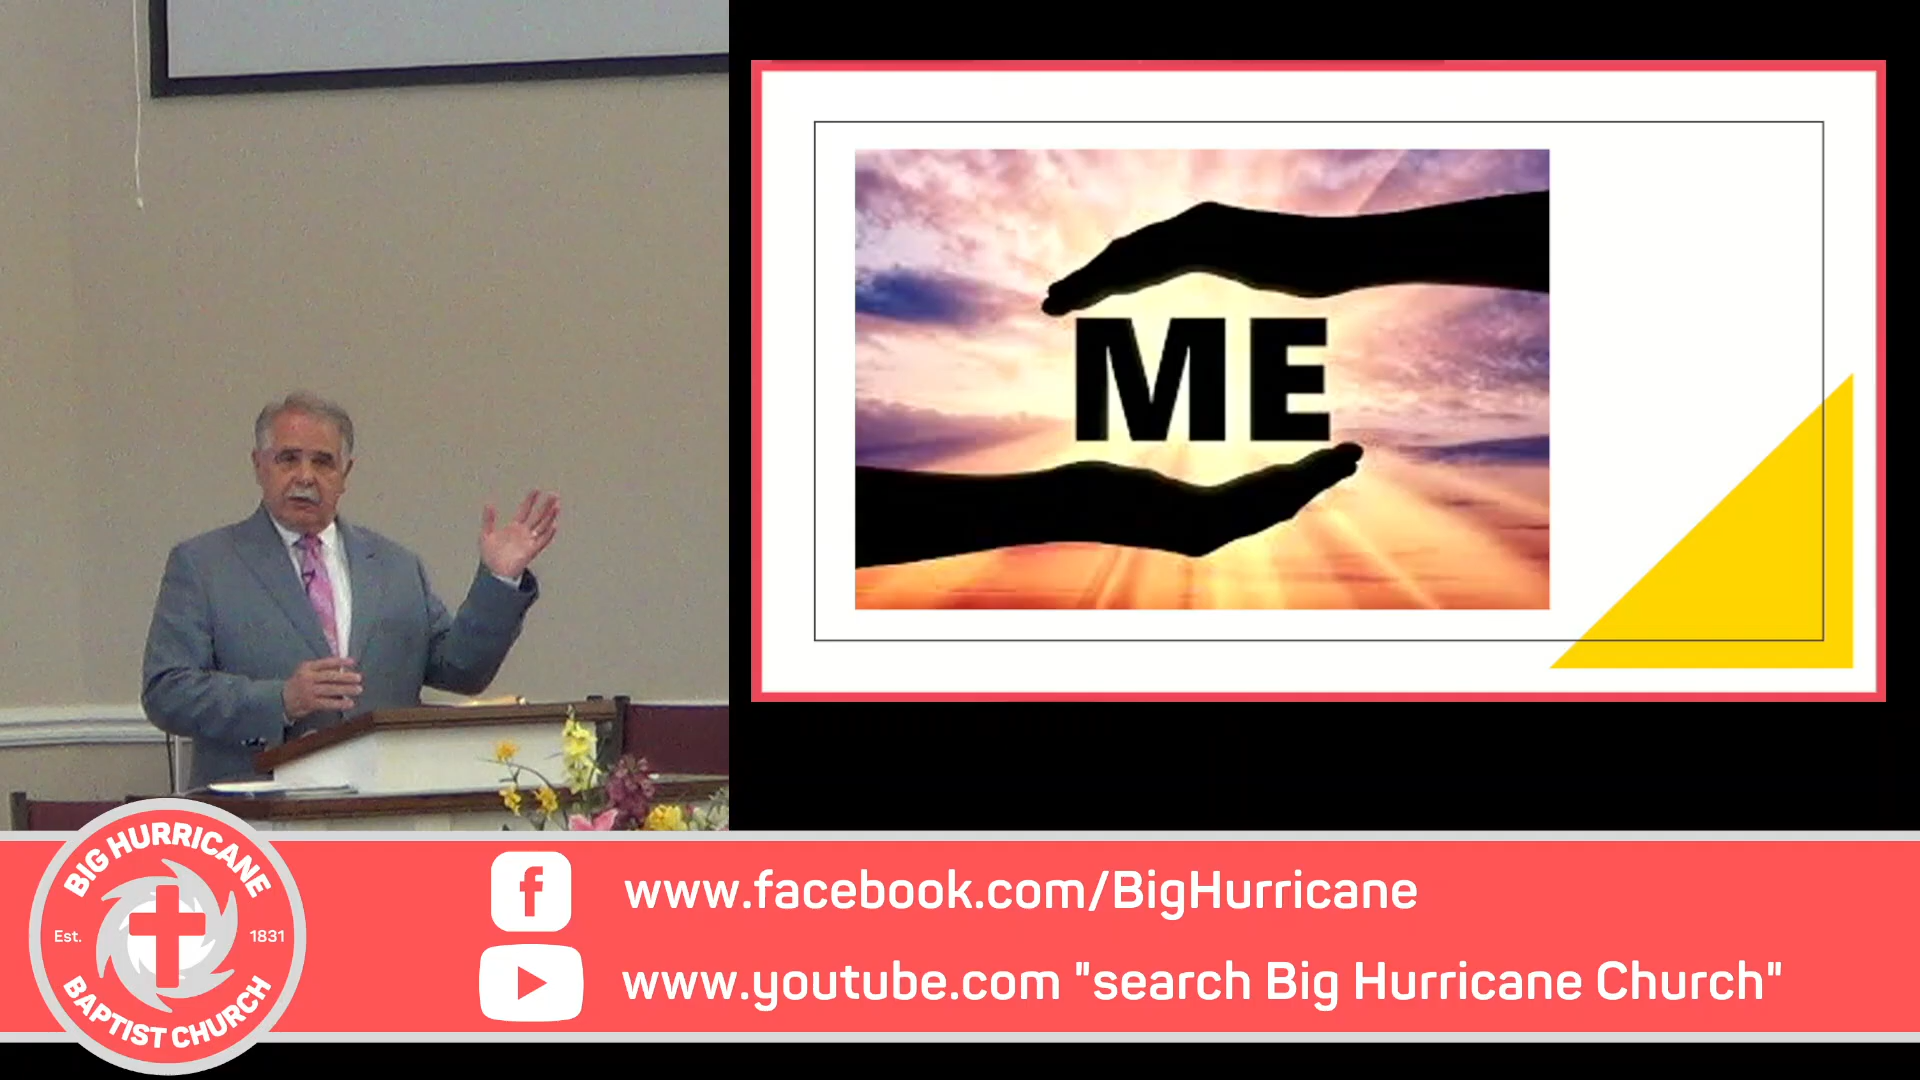 ME
BIG HURRICANE
Est. 1831
BAPTIST CHURCH
www.facebook.com/BigHurricane
www.youtube.com "search Big Hurricane Church"